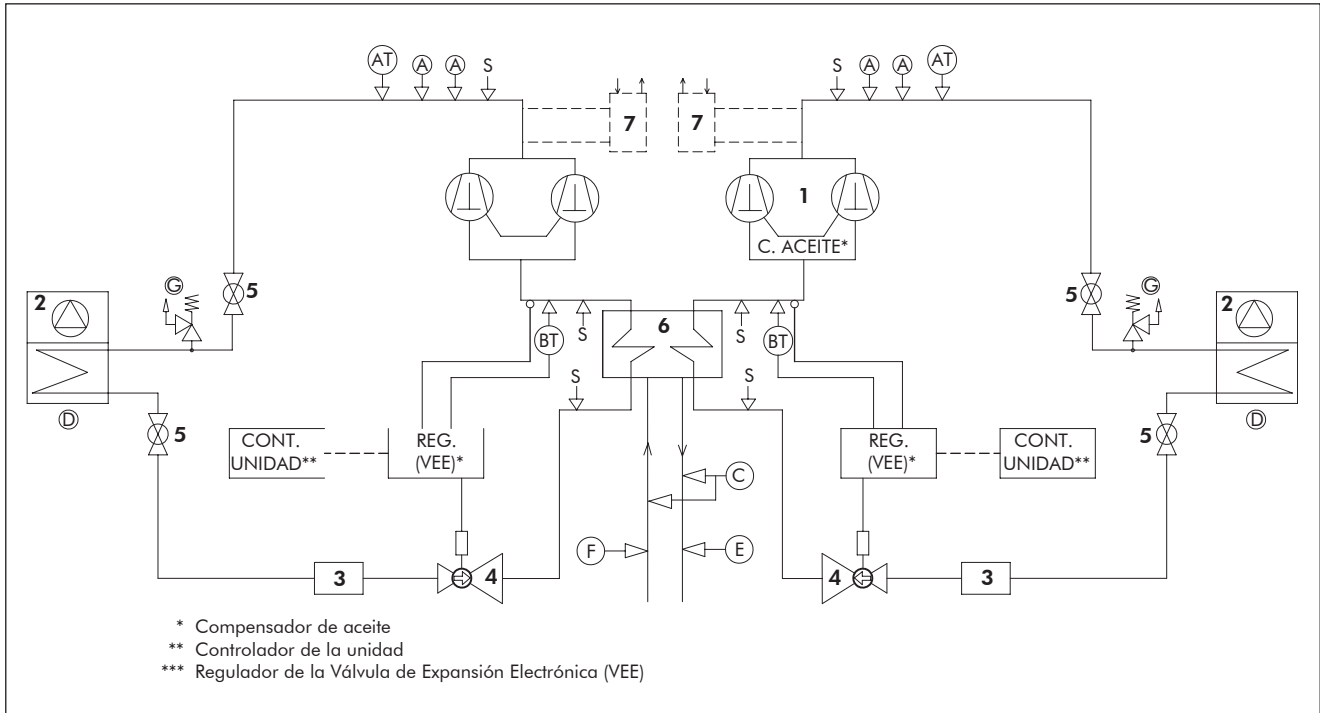 AT A A S S A A AT
7 7
1
C. ACEITE*
G 5 5 G
2 2
6
S BT S S BT S
D 5 5 D
S S
CONT. UNIDAD**
REG. (VEE)*
REG. (VEE)*
CONT. UNIDAD**
C
F E
3 4 4 3
* Compensador de aceite
** Controlador de la unidad
*** Regulador de la Válvula de Expansión Electrónica (VEE)